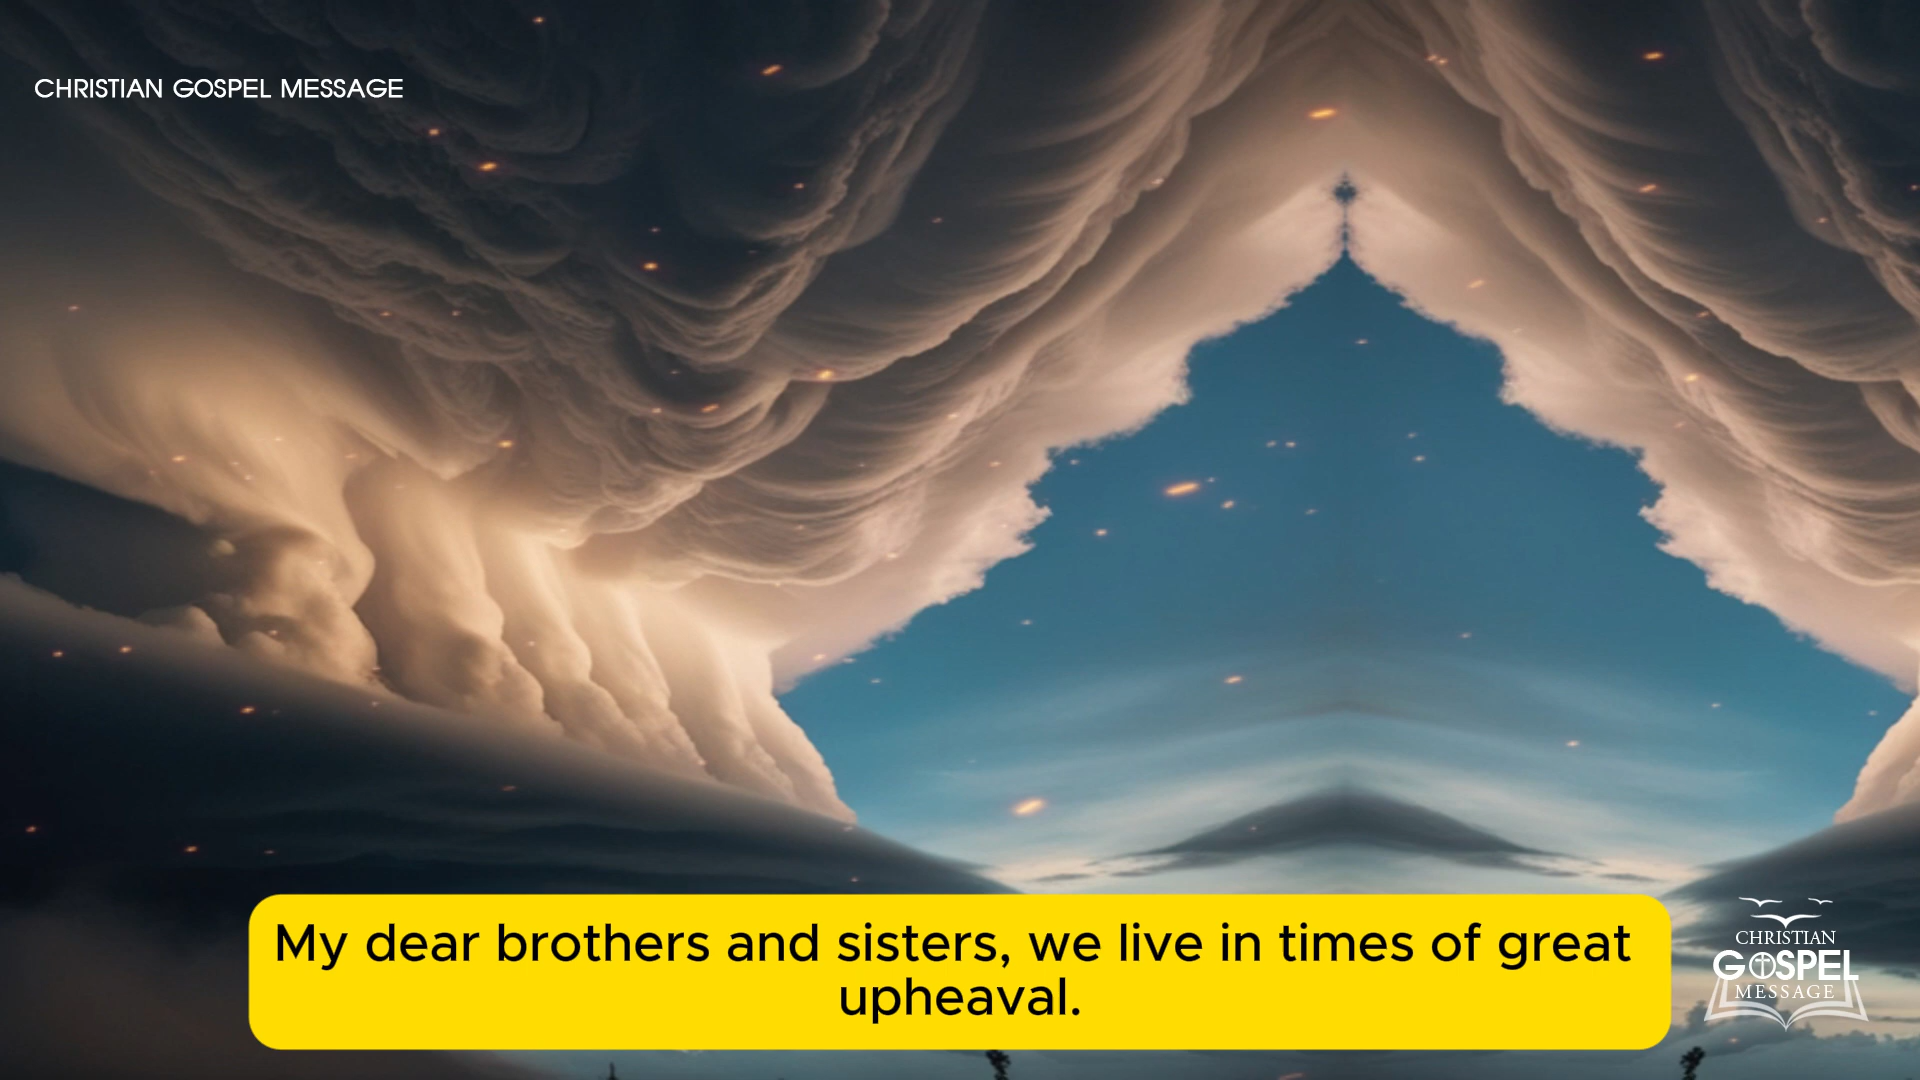 CHRISTIAN GOSPEL MESSAGE
My dear brothers and sisters, we live in times of great
upheaval.
CHRISTIAN
GOSPEL
MESSAGE